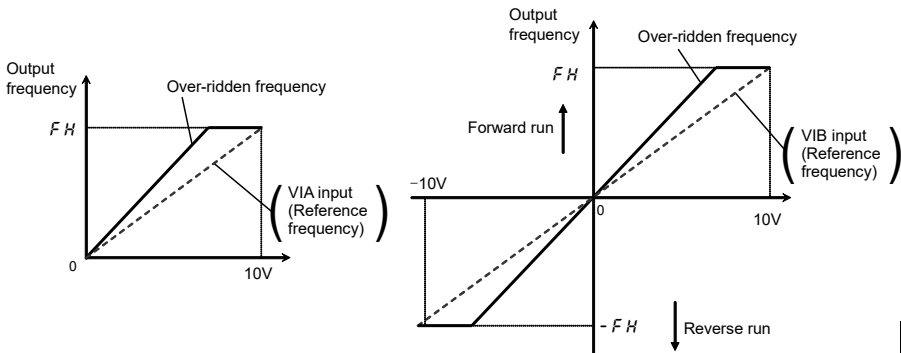 Output
frequency
Over-ridden frequency
FH
VIA input
(Reference
frequency)
0
10V
Output
frequency
Over-ridden frequency
FH
Forward run
VIB input
(Reference
frequency)
−10V
0
10V
-FH
Reverse run